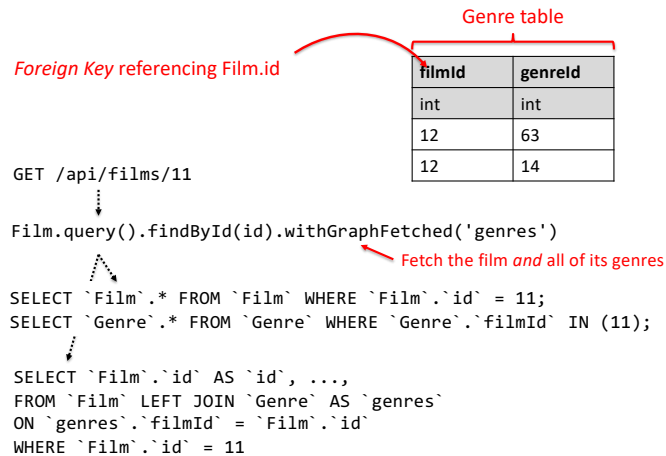 Genre table
Foreign Key referencing Film.id
filmId genreId
int int
12 63
12 14
GET /api/films/11
Film.query().findById(id).withGraphFetched('genres')
Fetch the film and all of its genres
SELECT `Film`.* FROM `Film` WHERE `Film`.`id` = 11;
SELECT `Genre`.* FROM `Genre` WHERE `Genre`.`filmId` IN (11);
SELECT `Film`.`id` AS `id`, ...,
FROM `Film` LEFT JOIN `Genre` AS `genres`
ON `genres`.`filmId` = `Film`.`id`
WHERE `Film`.`id` = 11